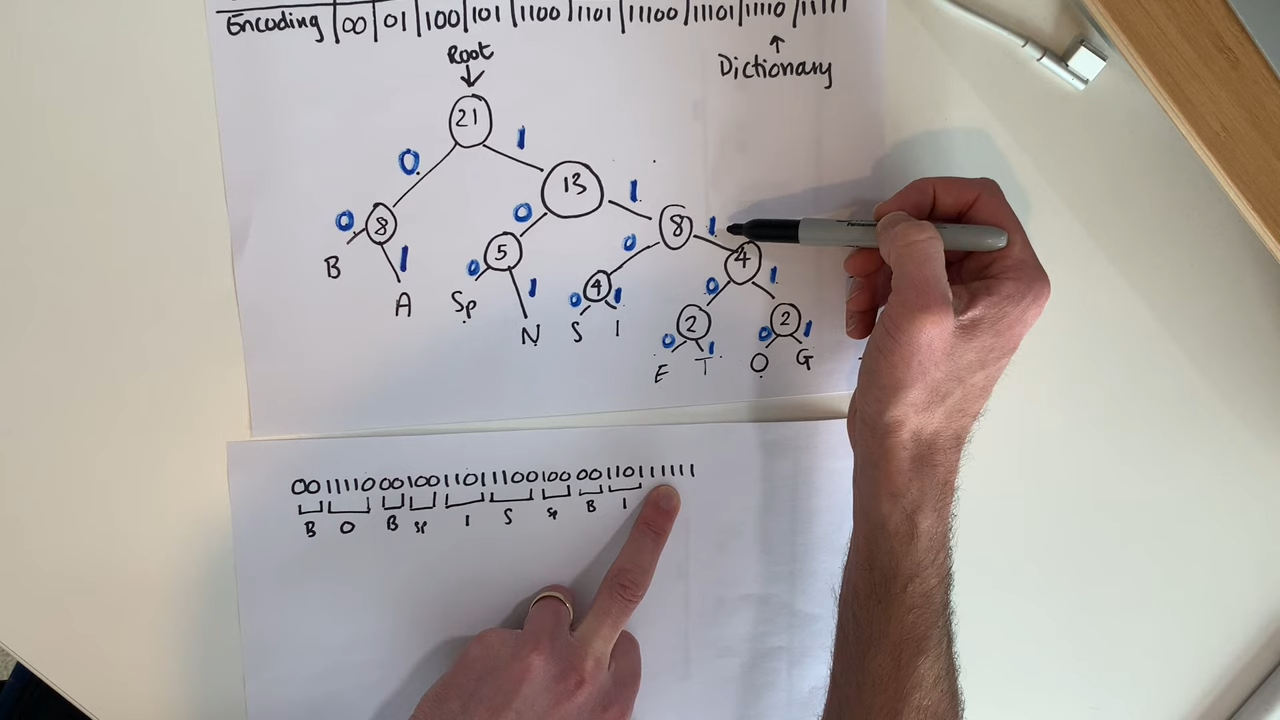 Encoding | 00 | 01 | 100 | 101 | 1100 | 1101 | 11100 | 11101 | 11110 | 11111
Root
Dictionary
21
0 1
13
1
0 8 0 8 1
5 0 4
B 1 0 4 0 1
A Sp 1 0 1 2 2
N S I 0 1 0 1
E T O G
0011110001001101110010000110111111
B O B SP I S SP B I